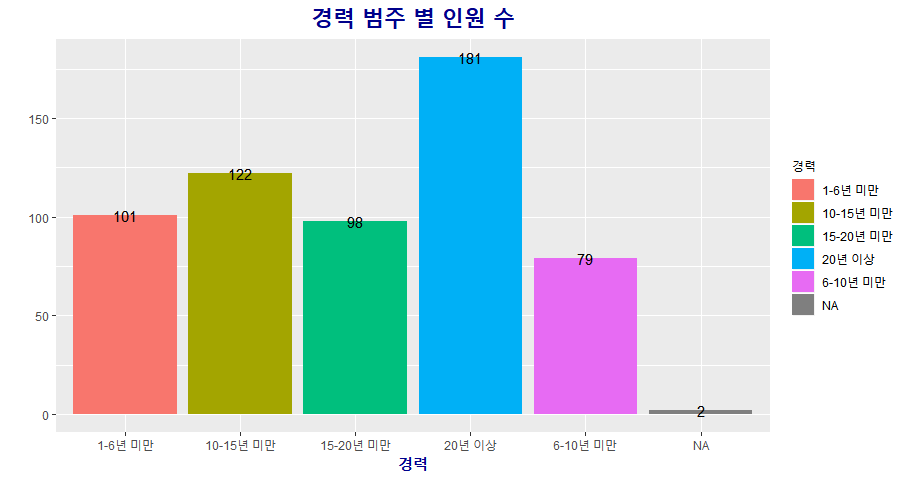 경력 범주 별 인원 수
150
100
50
0
101
122
98
181
79
2
1-6년 미만
10-15년 미만
15-20년 미만
20년 이상
6-10년 미만
NA
경력
경력
1-6년 미만
10-15년 미만
15-20년 미만
20년 이상
6-10년 미만
NA